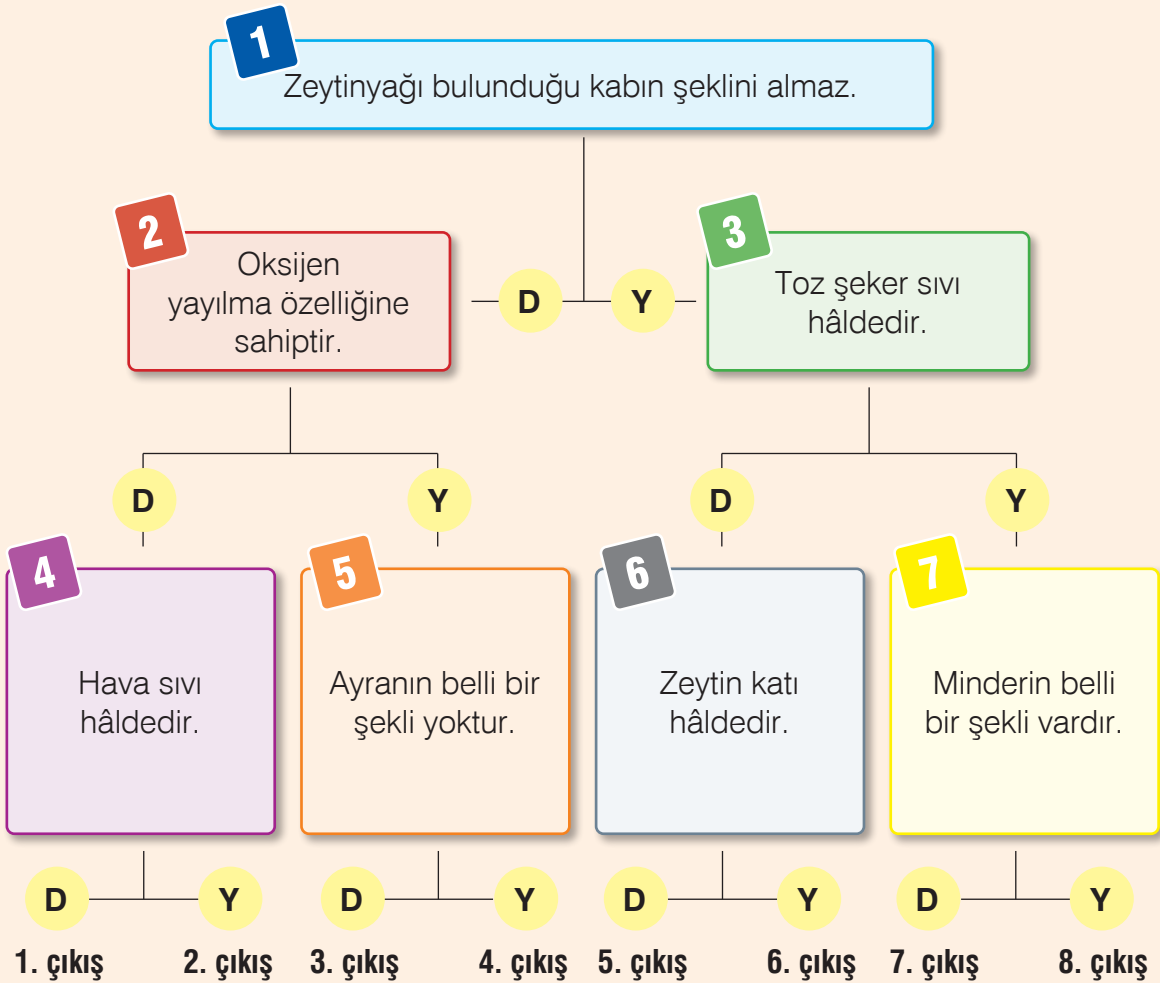 1
Zeytinyağı bulunduğu kabın şeklini almaz.
2
Oksijen
yayılma özelliğine
sahiptir.
D
Y
3
Toz şeker sıvı
hâldedir.
D
Y
D
Y
4
Hava sıvı
hâldedir.
5
Ayranın belli bir
şekli yoktur.
6
Zeytin katı
hâldedir.
7
Minderin belli
bir şekli vardır.
D
Y
D
Y
D
Y
D
Y
1. çıkış
2. çıkış
3. çıkış
4. çıkış
5. çıkış
6. çıkış
7. çıkış
8. çıkış